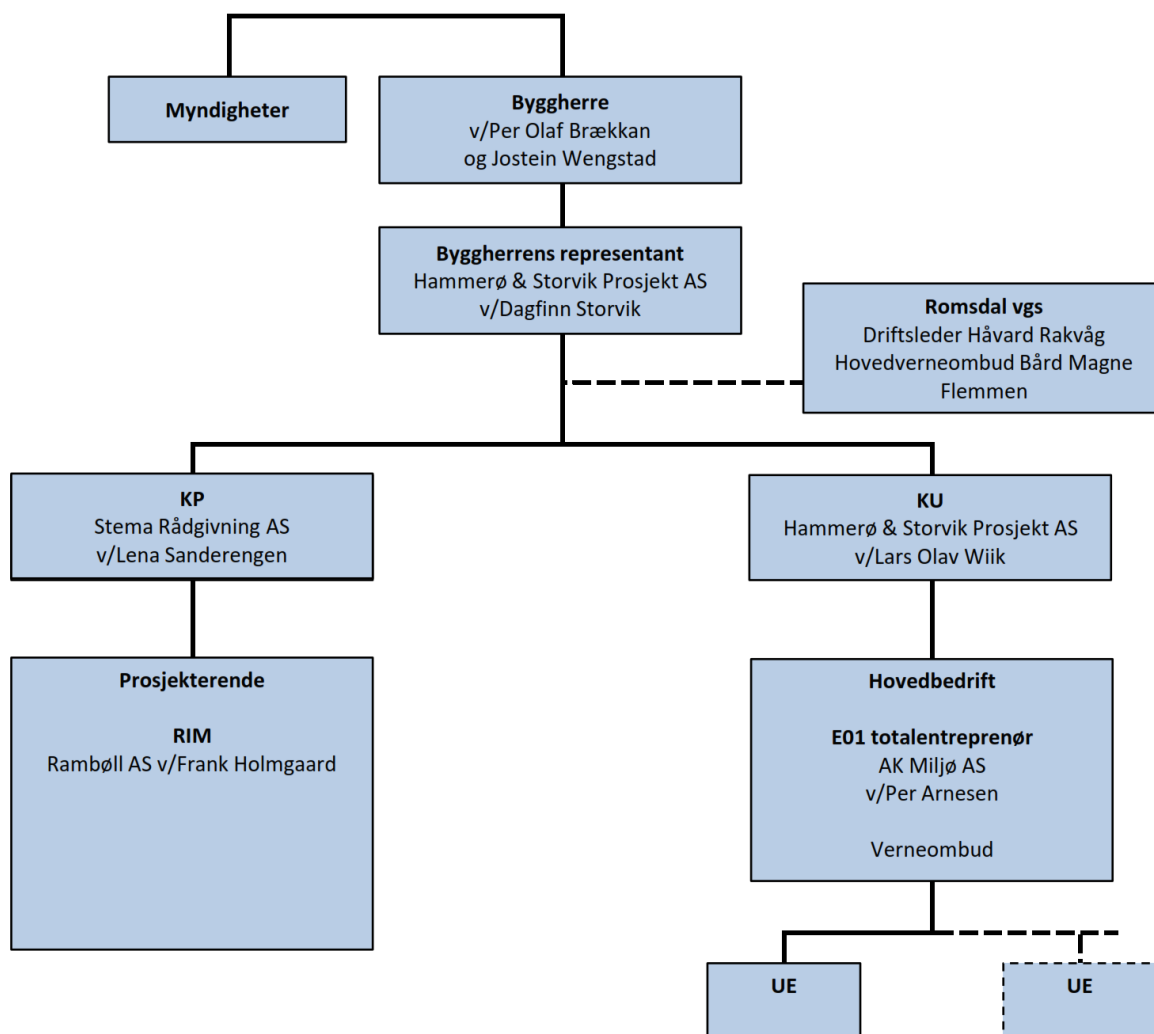 Myndigheter
Byggherre
v/Per Olaf Brækkan
og Jostein Wengstad
Byggherrens representant
Hammerø & Storvik Prosjekt AS
v/Dagfinn Storvik
Romsdal vgs
Driftsleder Håvard Rakvåg
Hovedverneombud Bård Magne
Flemmen
KP
Stema Rådgivning AS
v/Lena Sanderengen
KU
Hammerø & Storvik Prosjekt AS
v/Lars Olav Wiik
Prosjekterende
RIM
Rambøll AS v/Frank Holmgaard
Hovedbedrift
E01 totalentreprenør
AK Miljø AS
v/Per Arnesen
Verneombud
UE
UE